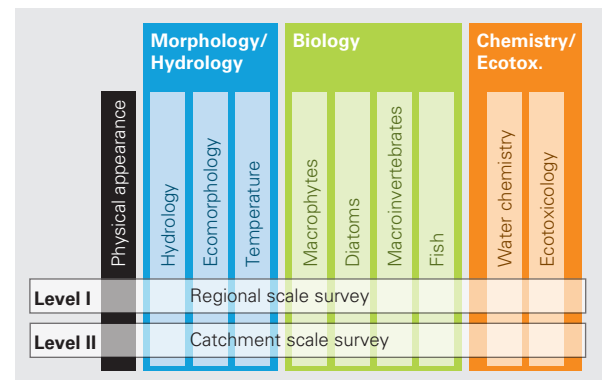 Morphology/
Hydrology
Biology
Chemistry/
Ecotox.
Physical appearance
Hydrology
Ecomorphology
Temperature
Macrophytes
Diatoms
Macroinvertebrates
Fish
Water chemistry
Ecotoxicology
Level I Regional scale survey
Level II Catchment scale survey